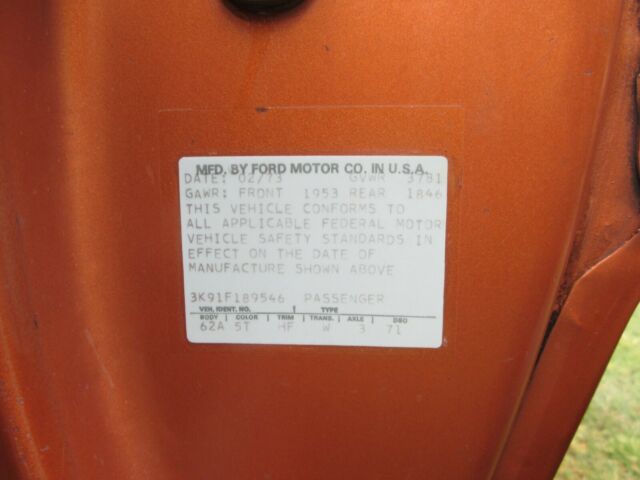 MFD. BY FORD MOTOR CO. IN U.S.A.
DATE: 02/73 GVWR 3781
GAWR: FRONT 1953 REAR 1846
THIS VEHICLE CONFORMS TO
ALL APPLICABLE FEDERAL MOTOR
VEHICLE SAFETY STANDARDS IN
EFFECT ON THE DATE OF
MANUFACTURE SHOWN ABOVE
3K91F189546 PASSENGER
VEH. IDENT. NO. TYPE
BODY COLOR TRIM TRANS. AXLE DSO
62A 5T HF W 3 71